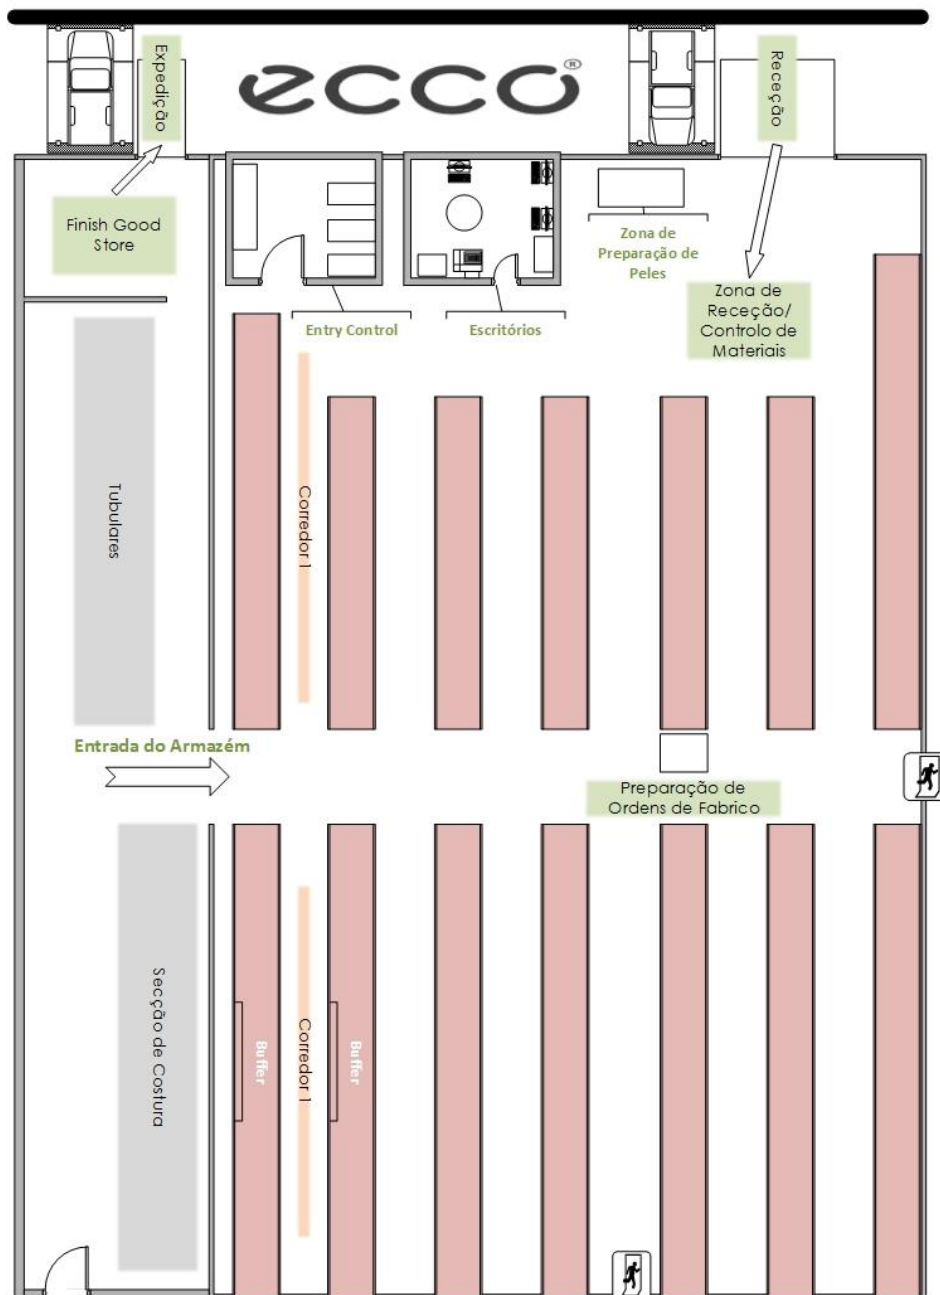 Expedição
ecco®
Receção
Finish Good
Store
Zona de
Preparação de
Peles
Zona de
Receção/
Controlo de
Materiais
Entry Control
Escritórios
Tubulares
Corredor 1
Entrada do Armazém
Preparação de
Ordens de Fabrico
Secção de Costura
Buffer
Corredor 1
Buffer